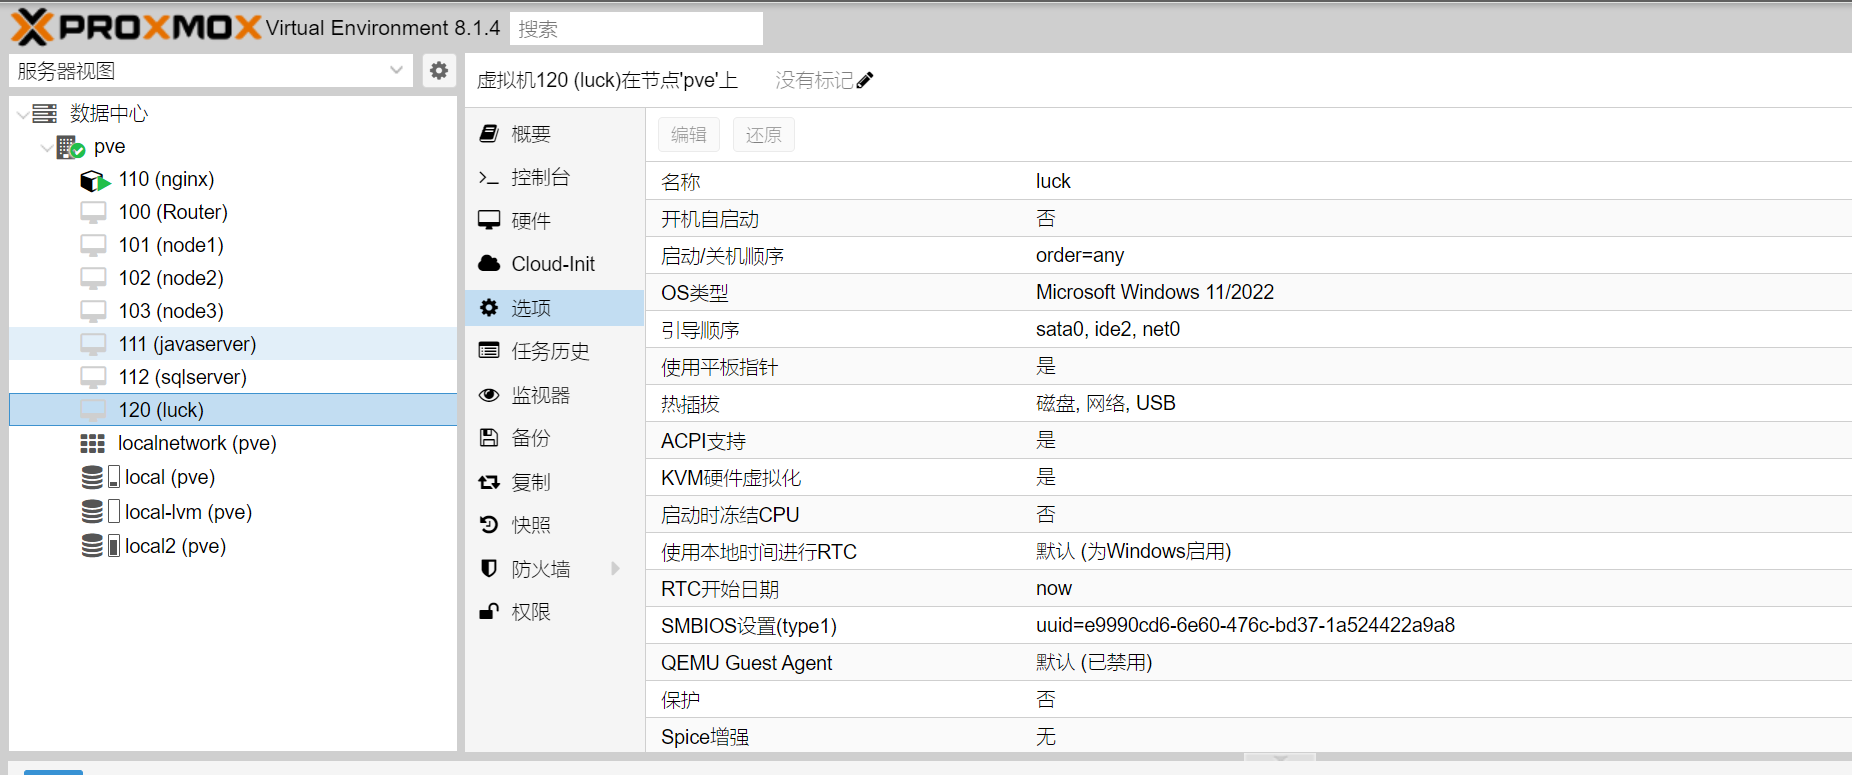 PROXMOX Virtual Environment 8.1.4 搜索
服务器视图
数据中心
pve
110 (nginx)
100 (Router)
101 (node1)
102 (node2)
103 (node3)
111 (javaserver)
112 (sqlserver)
120 (luck)
localnetwork (pve)
local (pve)
local-lvm (pve)
local2 (pve)
虚拟机120 (luck)在节点'pve'上 没有标记
概要
控制台
硬件
Cloud-Init
选项
任务历史
监视器
备份
复制
快照
防火墙
权限
编辑 还原
名称 luck
开机自启动 否
启动/关机顺序 order=any
OS类型 Microsoft Windows 11/2022
引导顺序 sata0, ide2, net0
使用平板指针 是
热插拔 磁盘, 网络, USB
ACPI支持 是
KVM硬件虚拟化 是
启动时冻结CPU 否
使用本地时间进行RTC 默认 (为Windows启用)
RTC开始日期 now
SMBIOS设置(type1) uuid=e9990cd6-6e60-476c-bd37-1a524422a9a8
QEMU Guest Agent 默认 (已禁用)
保护 否
Spice增强 无